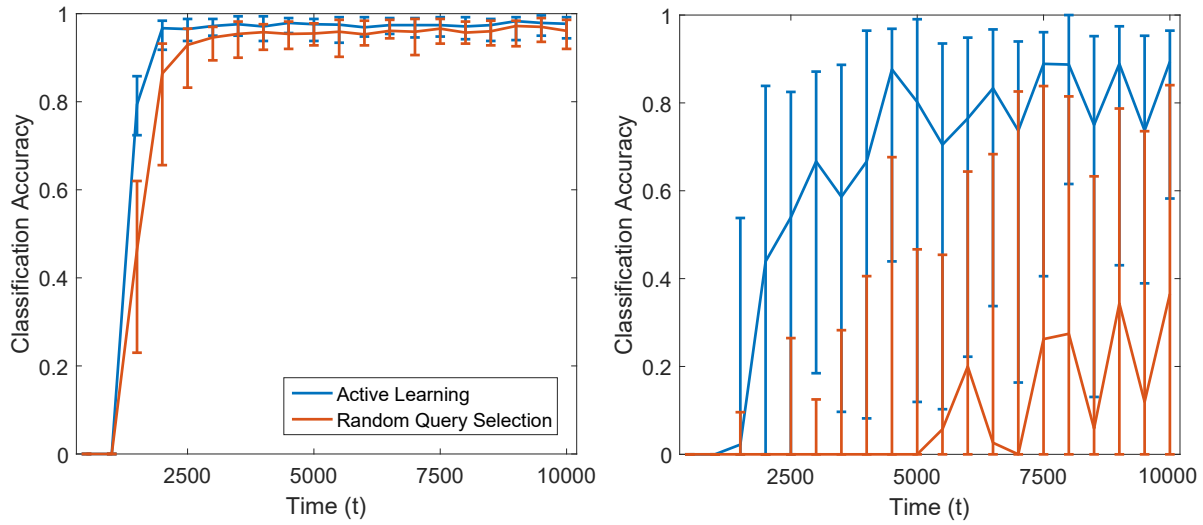 Classification Accuracy
1
0.8
0.6
0.4
0.2
0
2500 5000 7500 10000
Time (t)
Active Learning
Random Query Selection
Classification Accuracy
1
0.8
0.6
0.4
0.2
0
2500 5000 7500 10000
Time (t)